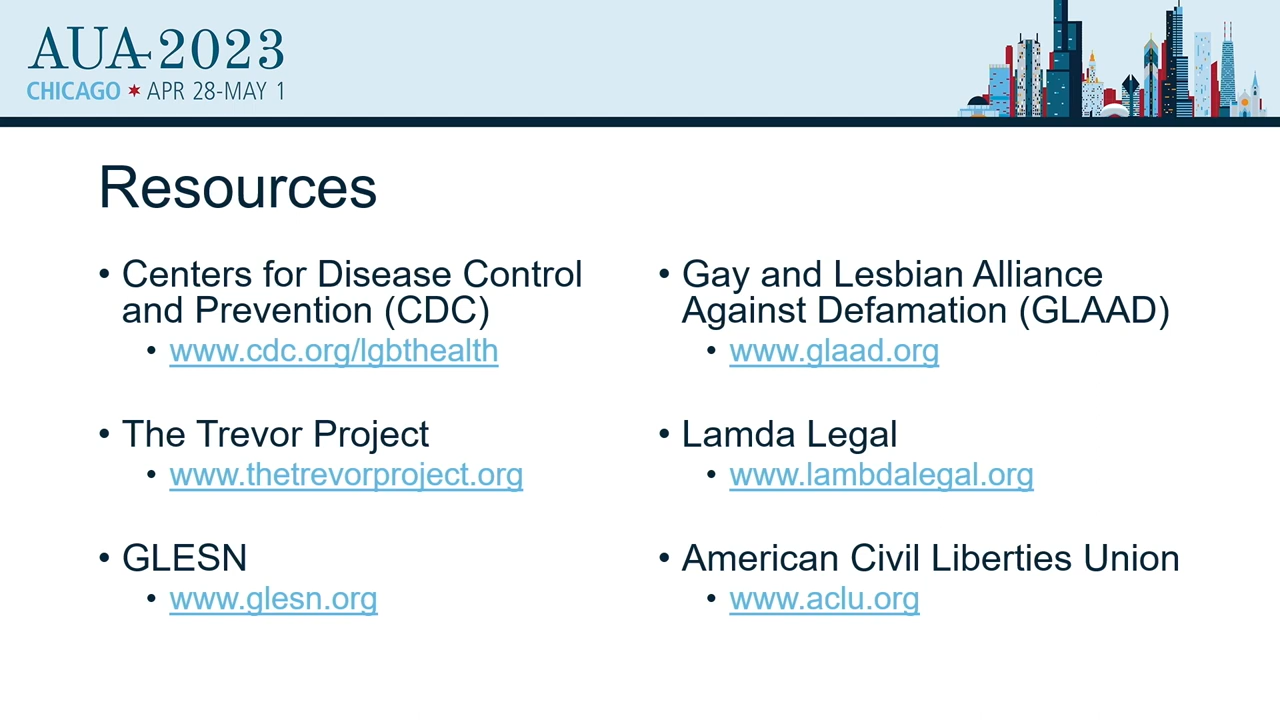 AUA 2023
CHICAGO ★ APR 28-MAY 1
Resources
• Centers for Disease Control
and Prevention (CDC)
• www.cdc.org/lgbthealth
• The Trevor Project
• www.thetrevorproject.org
• GLESN
• www.glesn.org
• Gay and Lesbian Alliance
Against Defamation (GLAAD)
• www.glaad.org
• Lamda Legal
• www.lambdalegal.org
• American Civil Liberties Union
• www.aclu.org